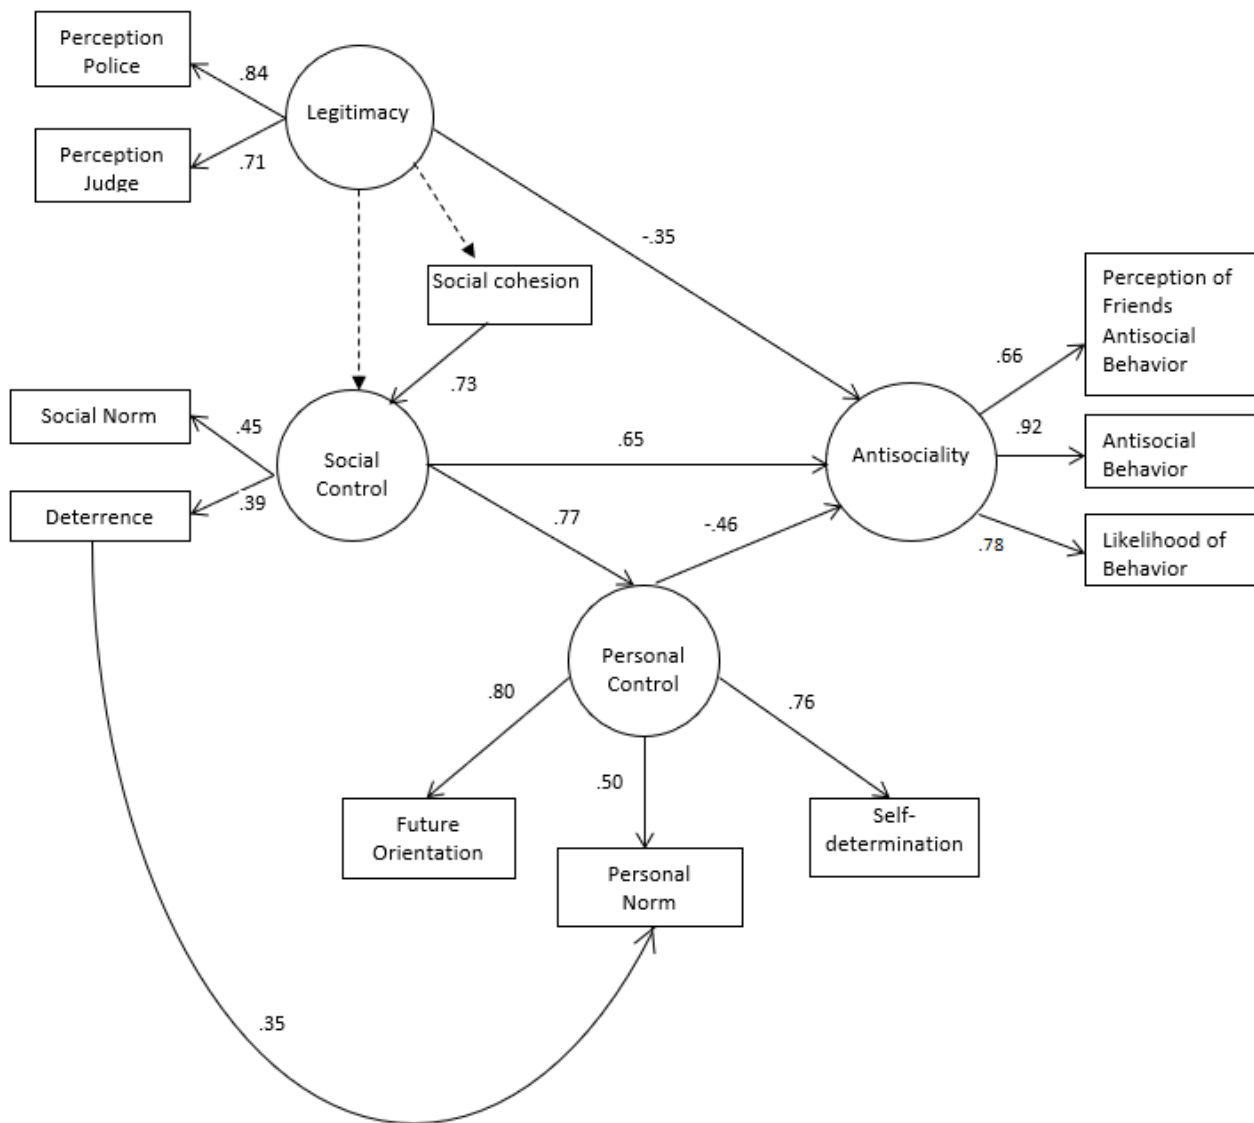 Perception
Police
.84
Legitimacy
Perception
Judge
.71
-.35
Social cohesion
Perception of
Friends
Antisocial
Behavior
.66
.73
Social Norm
.45
Social
Control
.65
Antisociality
.92
Antisocial
Behavior
Deterrence
.39
.77
-.46
.78
Likelihood of
Behavior
Personal
Control
.80
.76
.50
Future
Orientation
Self-
determination
Personal
Norm
.35